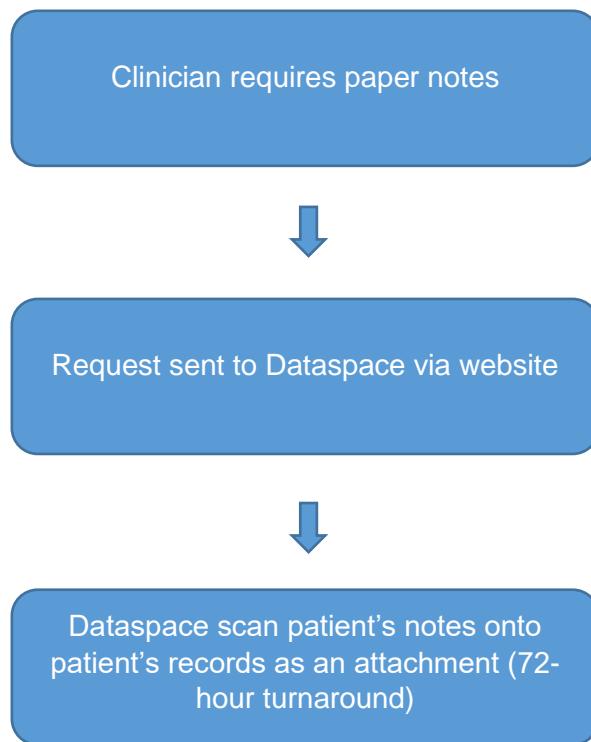 Clinician requires paper notes
Request sent to Dataspace via website
Dataspace scan patient’s notes onto
patient’s records as an attachment (72-
hour turnaround)